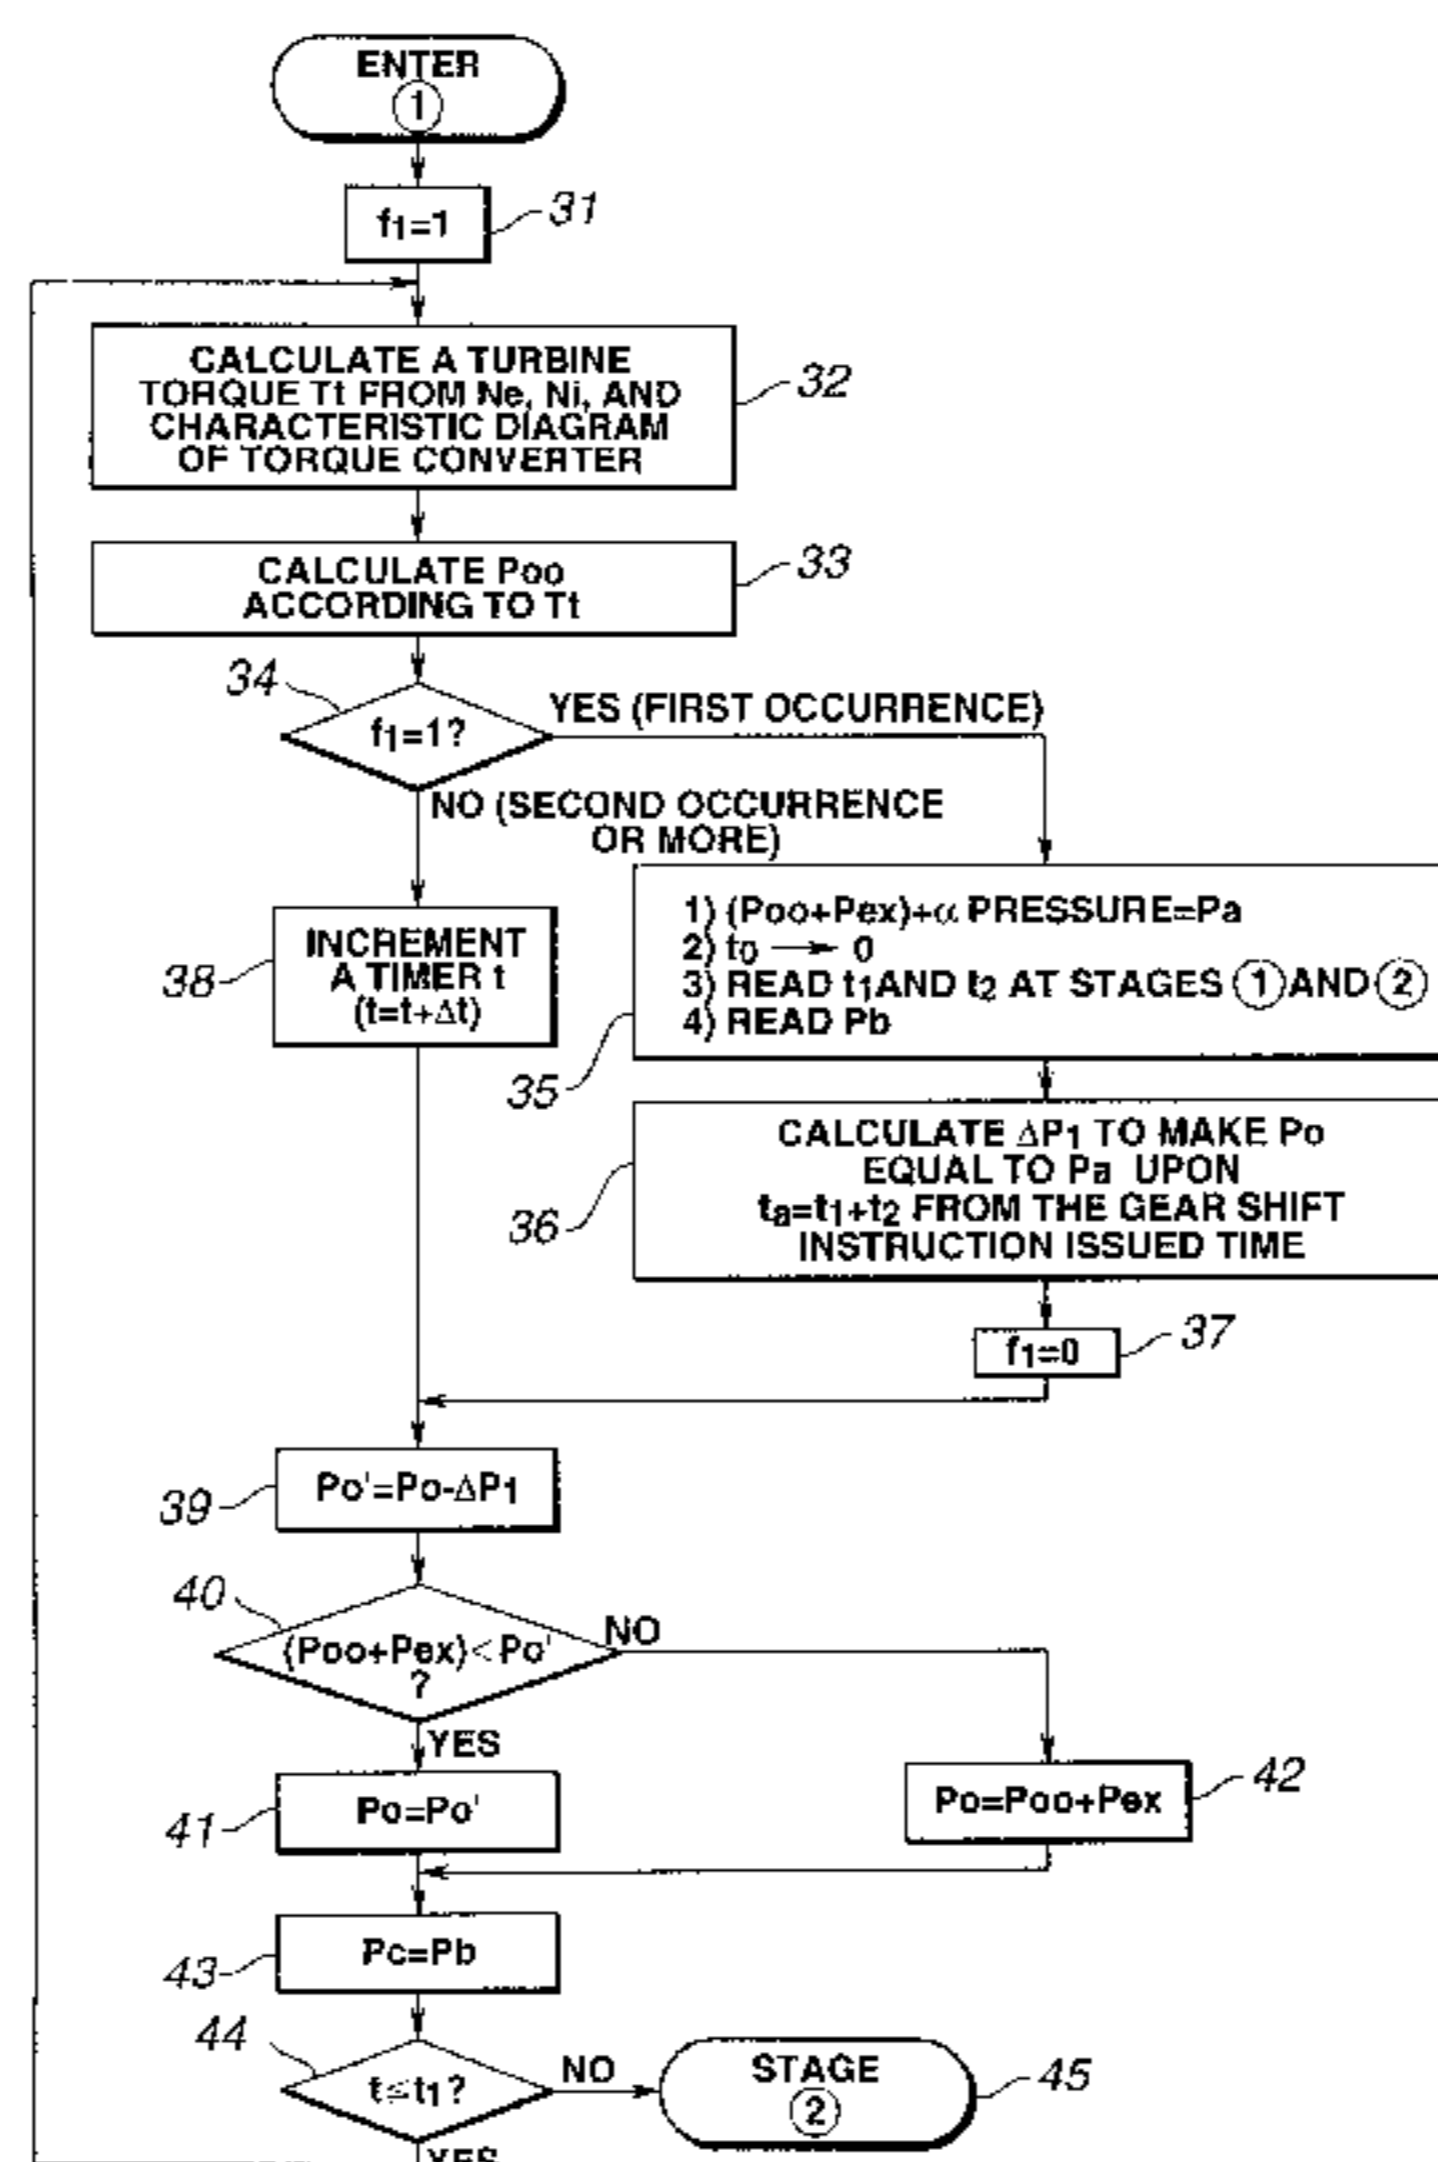 ENTER
①
f1=1
31
CALCULATE A TURBINE
TORQUE Tt FROM Ne, Ni, AND
CHARACTERISTIC DIAGRAM
OF TORQUE CONVERTER
32
CALCULATE Poo
ACCORDING TO Tt
33
34
f1=1?
YES (FIRST OCCURRENCE)
NO (SECOND OCCURRENCE
OR MORE)
INCREMENT
A TIMER t
(t=t+Δt)
38
1) (Poo+Pex)+α PRESSURE=Pa
2) t0 → 0
3) READ t1 AND t2 AT STAGES ① AND ②
4) READ Pb
35
CALCULATE ΔP1 TO MAKE Po
EQUAL TO Pa UPON
ta=t1+t2 FROM THE GEAR SHIFT
INSTRUCTION ISSUED TIME
36
f1=0
37
Po'=Po-ΔP1
39
40
(Poo+Pex)<Po'
?
NO
YES
Po=Po'
41
Po=Poo+Pex
42
Pc=Pb
43
44
t≦t1?
NO
STAGE
②
45
YES